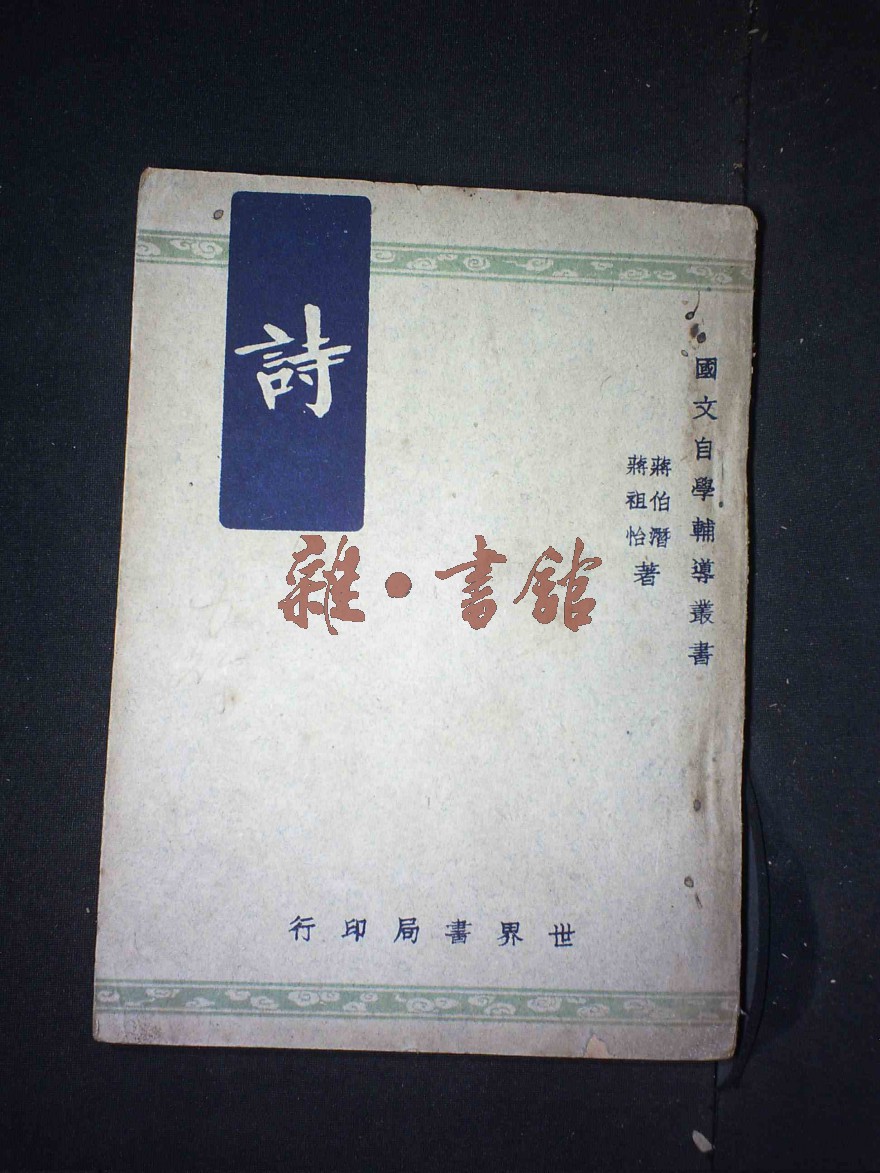 國文自學輔導叢書
蔣伯潛
蔣祖怡
著
詩
雜·書館
世界書局印行